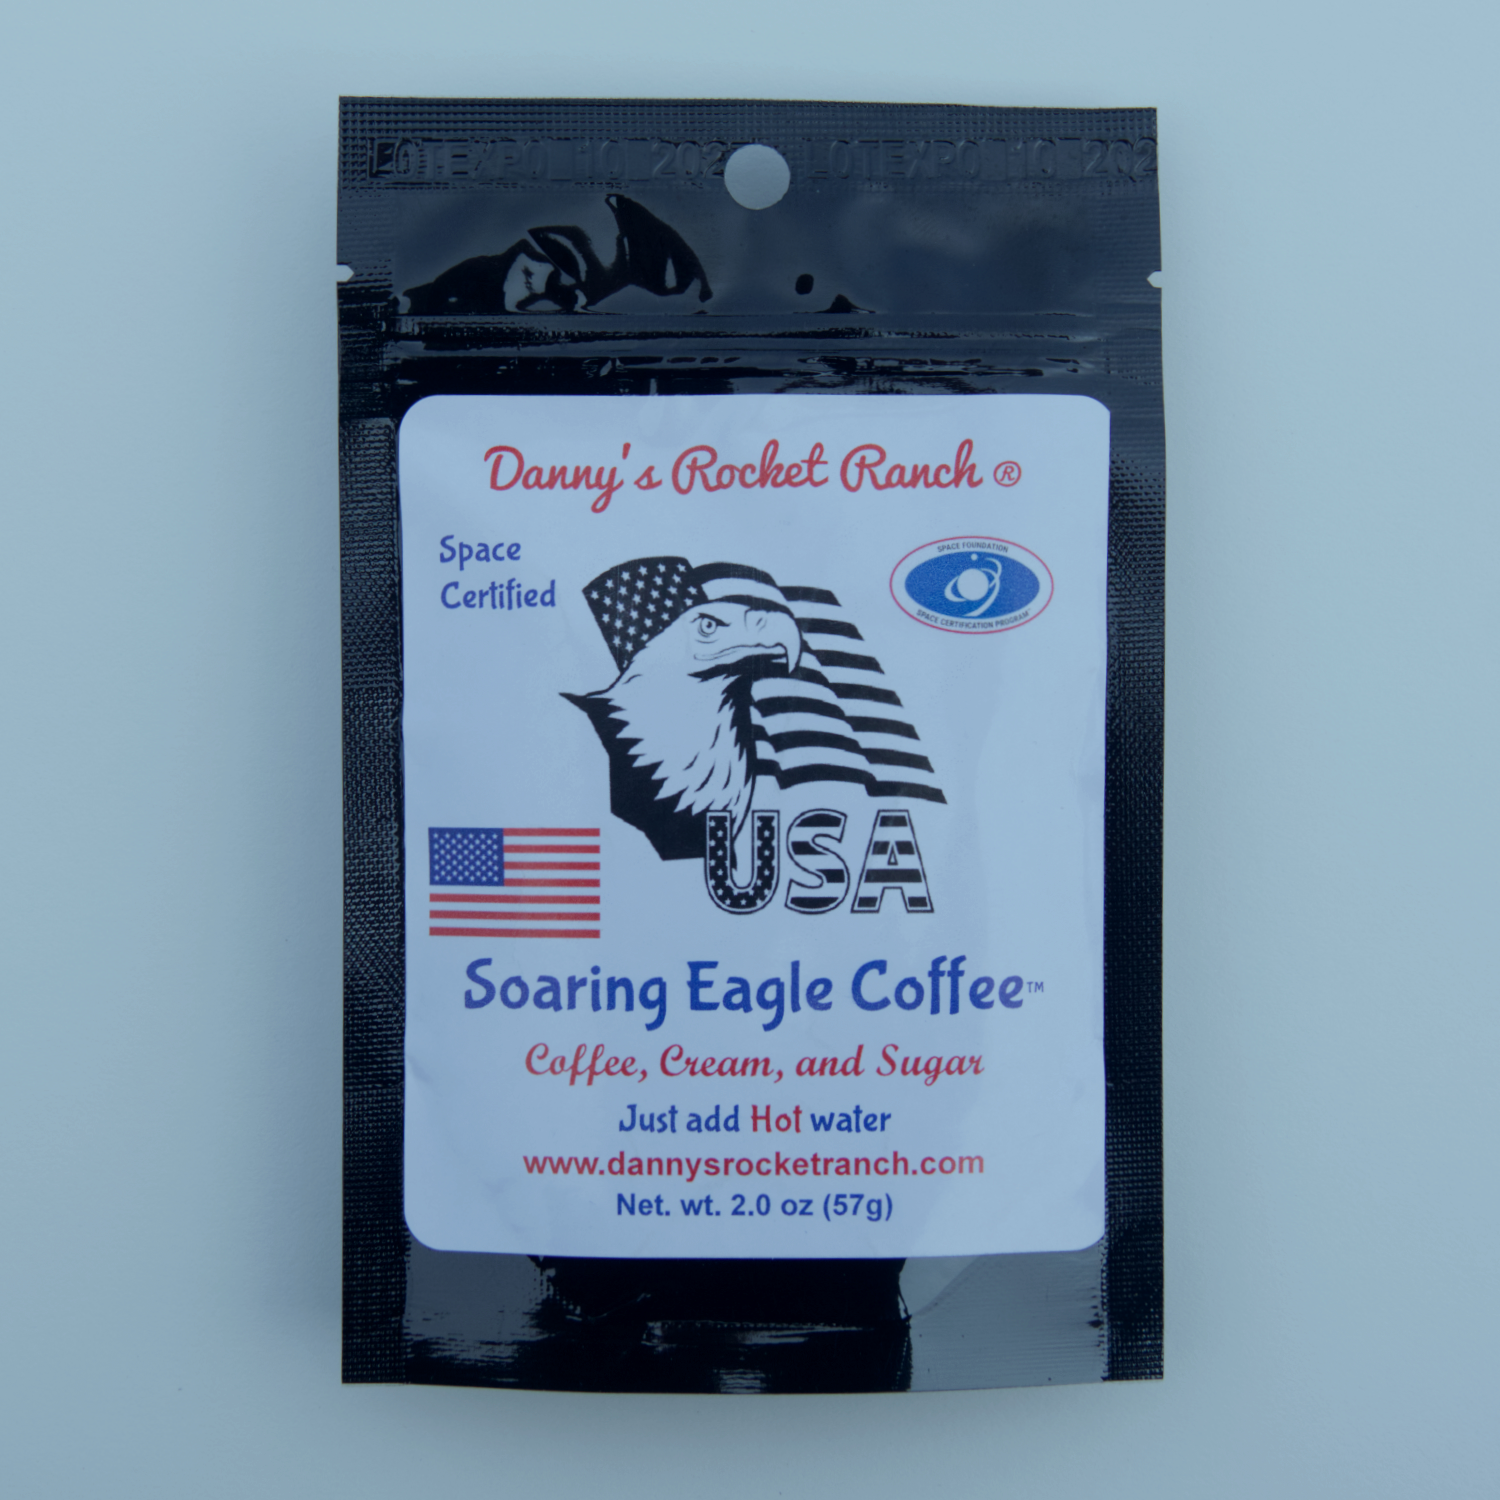 Danny's Rocket Ranch ®
Space
Certified
SPACE FOUNDATION
SPACE CERTIFICATION PROGRAM
USA
Soaring Eagle Coffee™
Coffee, Cream, and Sugar
Just add Hot water
www.dannysrocketranch.com
Net. wt. 2.0 oz (57g)